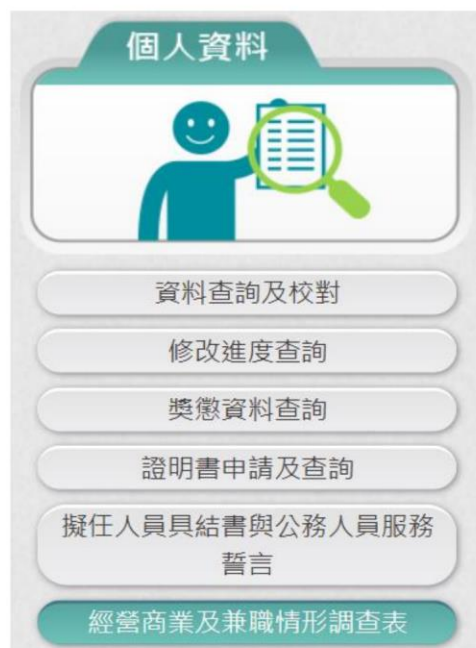 個人資料
資料查詢及校對
修改進度查詢
獎懲資料查詢
證明書申請及查詢
擬任人員具結書與公務人員服務
誓言
經營商業及兼職情形調查表